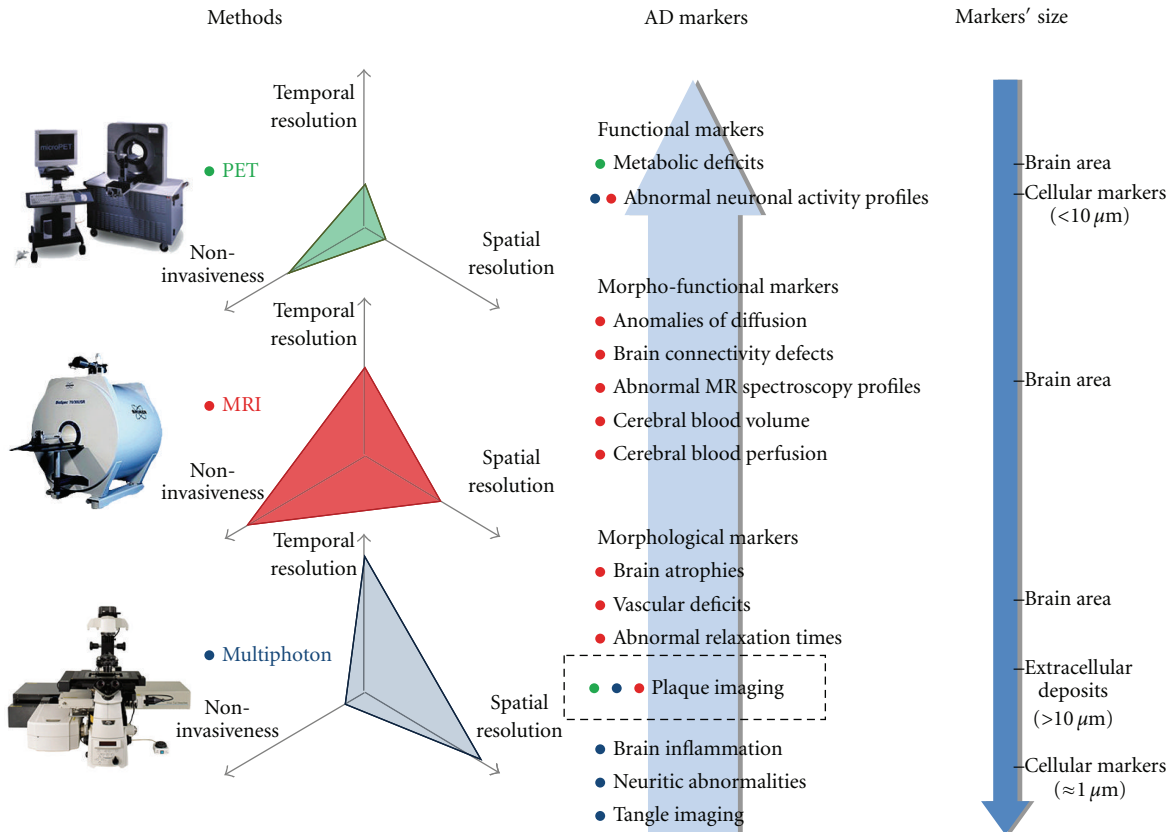 Methods
AD markers
Markers' size
microPET
Temporal
resolution
• PET
Non-
invasiveness
Spatial
resolution
Temporal
resolution
• MRI
Non-
invasiveness
Spatial
resolution
Temporal
resolution
• Multiphoton
Non-
invasiveness
Spatial
resolution
Functional markers
• Metabolic deficits
•• Abnormal neuronal activity profiles
Morpho-functional markers
• Anomalies of diffusion
• Brain connectivity defects
• Abnormal MR spectroscopy profiles
• Cerebral blood volume
• Cerebral blood perfusion
Morphological markers
• Brain atrophies
• Vascular deficits
• Abnormal relaxation times
• • • Plaque imaging
• Brain inflammation
• Neuritic abnormalities
• Tangle imaging
Brain area
Cellular markers
(<10 μm)
Brain area
Brain area
Extracellular
deposits
(>10 μm)
Cellular markers
(≈1 μm)